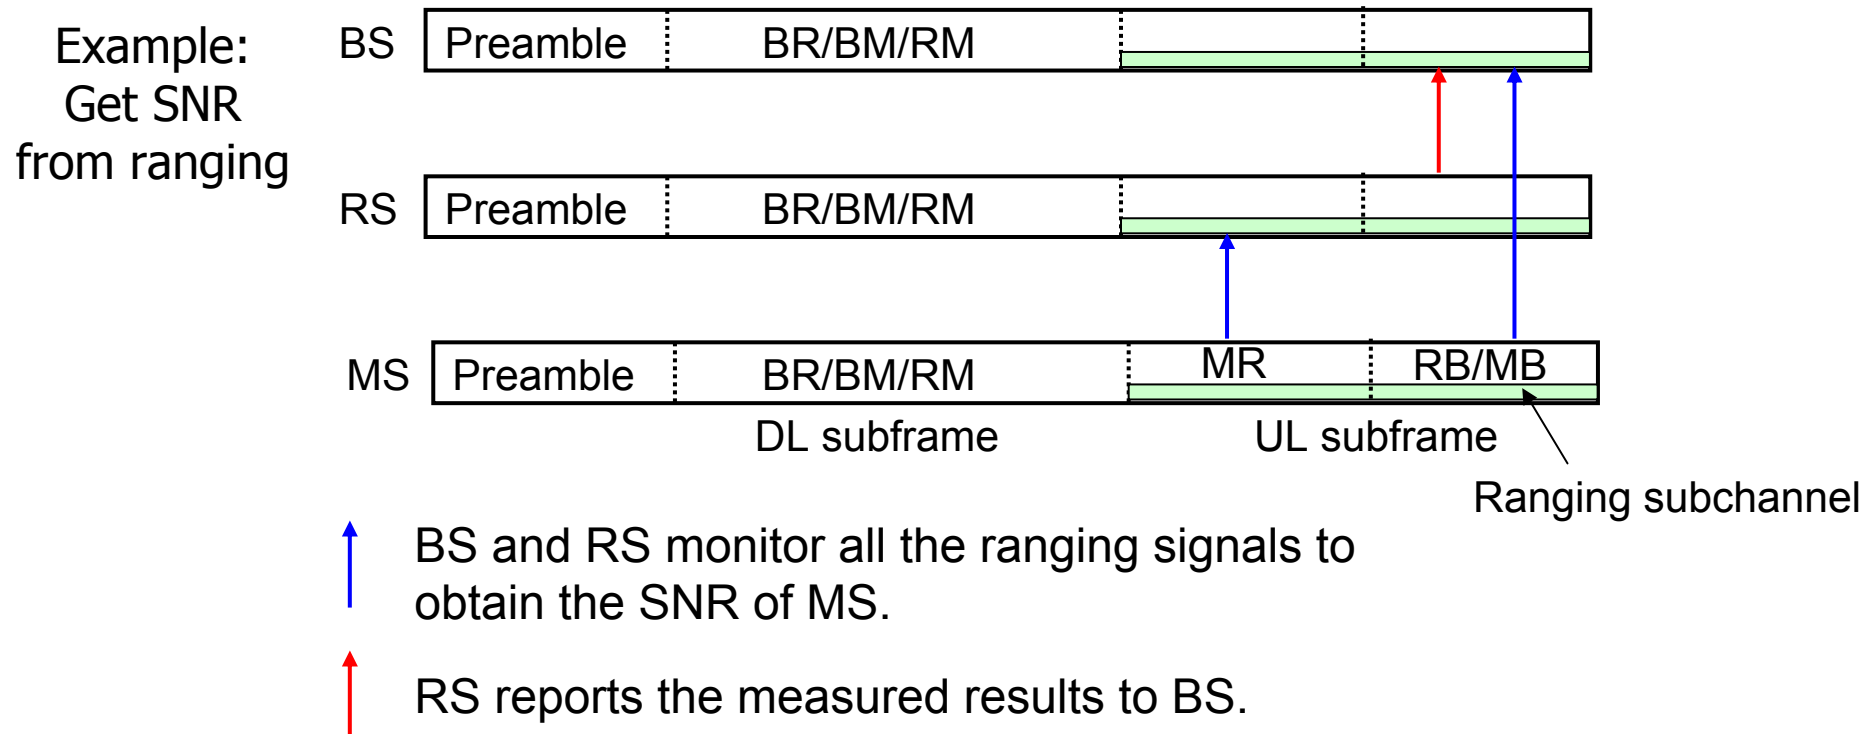 Example:
Get SNR
from ranging
BS Preamble BR/BM/RM
RS Preamble BR/BM/RM
MS Preamble BR/BM/RM MR RB/MB
DL subframe UL subframe
Ranging subchannel
BS and RS monitor all the ranging signals to
obtain the SNR of MS.
RS reports the measured results to BS.